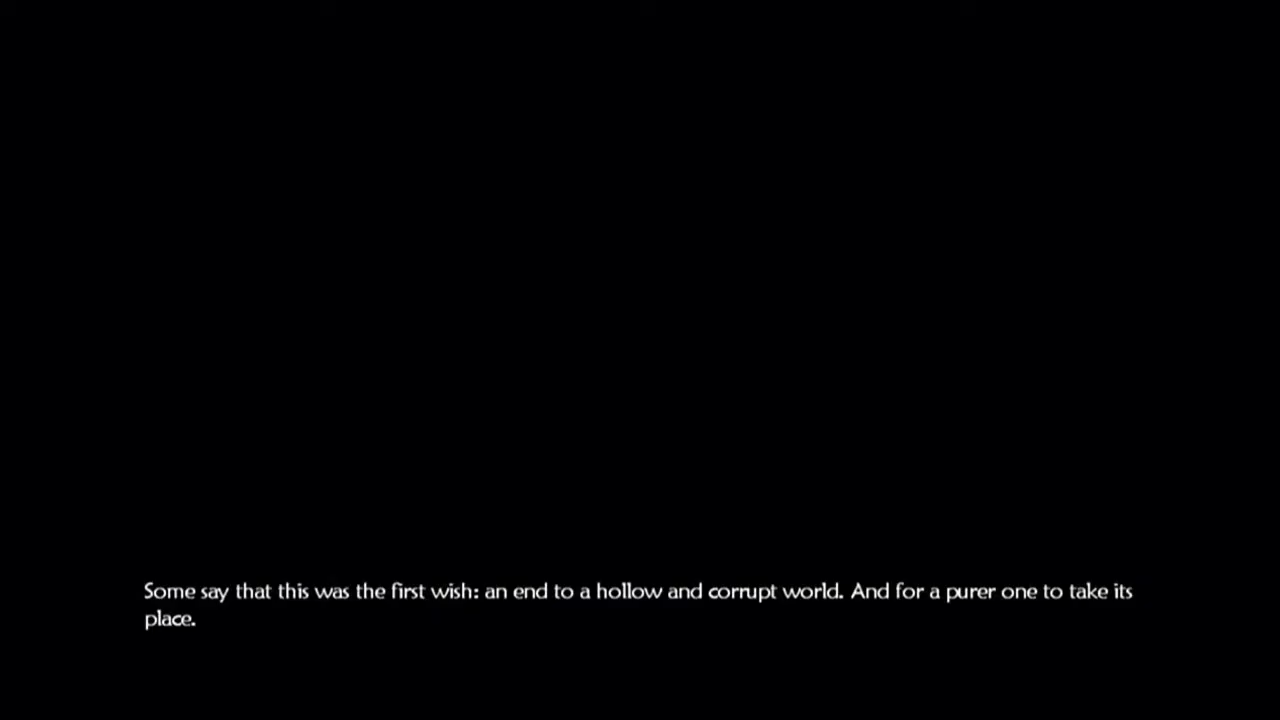 Some say that this was the first wish: an end to a hollow and corrupt world. And for a purer one to take its
place.